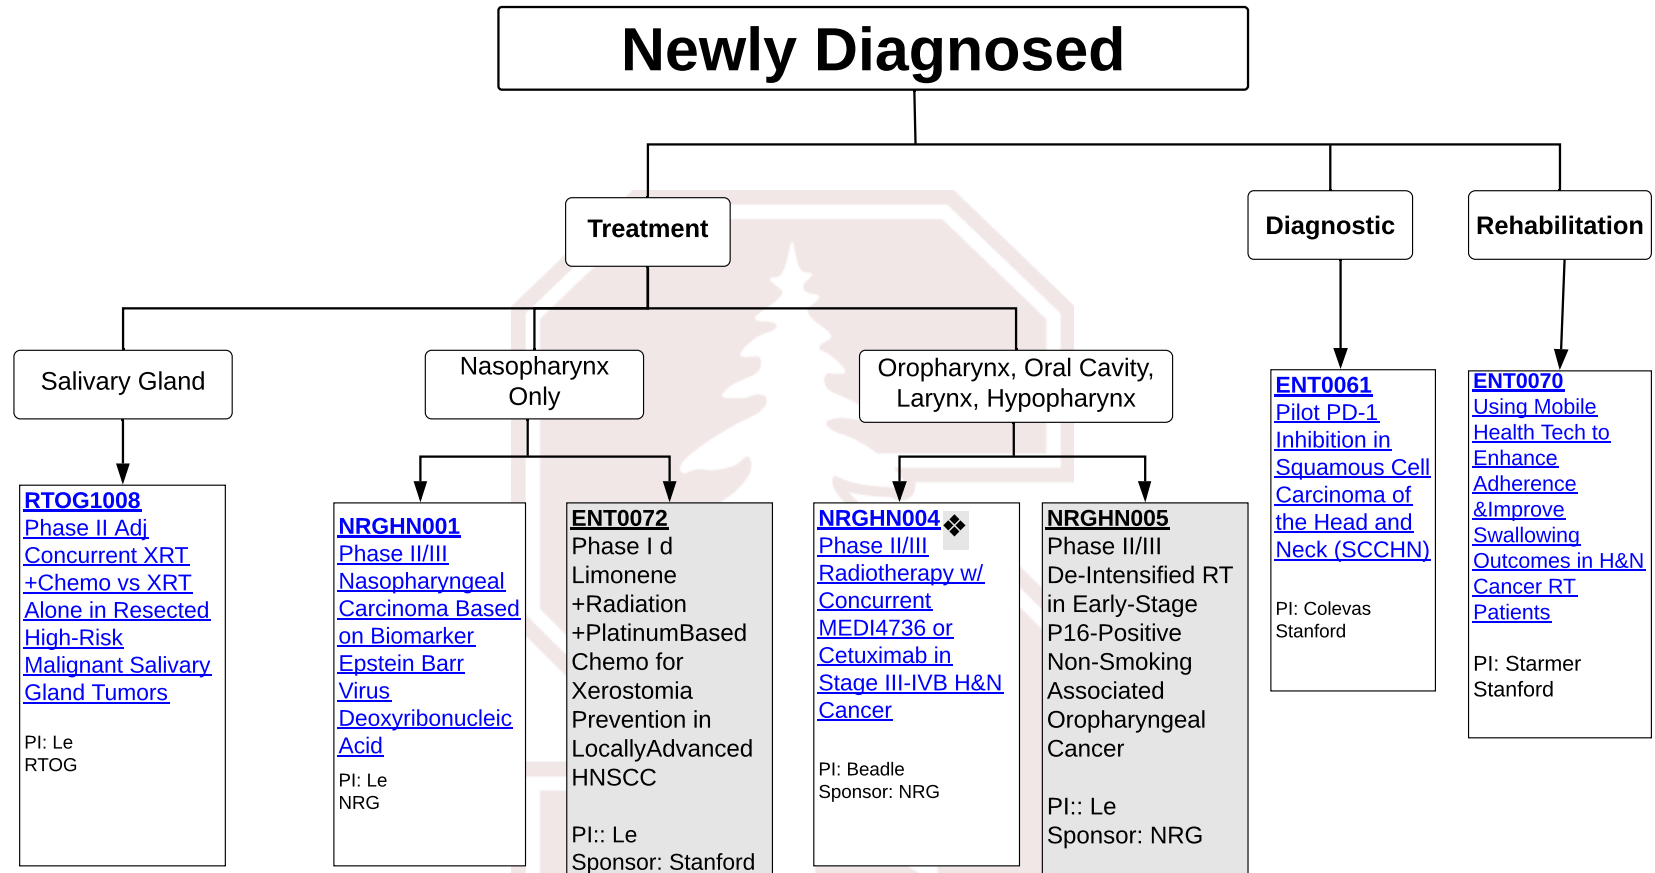 Newly Diagnosed
Treatment
Diagnostic
Rehabilitation
Salivary Gland
Nasopharynx
Only
Oropharynx, Oral Cavity,
Larynx, Hypopharynx
RTOG1008
Phase II Adj
Concurrent XRT
+Chemo vs XRT
Alone in Resected
High-Risk
Malignant Salivary
Gland Tumors
PI: Le
RTOG
NRGHN001
Phase II/III
Nasopharyngeal
Carcinoma Based
on Biomarker
Epstein Barr
Virus
Deoxyribonucleic
Acid
PI: Le
NRG
ENT0072
Phase I d
Limonene
+Radiation
+PlatinumBased
Chemo for
Xerostomia
Prevention in
LocallyAdvanced
HNSCC
PI:: Le
Sponsor: Stanford
NRGHN004❖
Phase II/III
Radiotherapy w/
Concurrent
MEDI4736 or
Cetuximab in
Stage III-IVB H&N
Cancer
PI: Beadle
Sponsor: NRG
NRGHN005
Phase II/III
De-Intensified RT
in Early-Stage
P16-Positive
Non-Smoking
Associated
Oropharyngeal
Cancer
PI:: Le
Sponsor: NRG
ENT0061
Pilot PD-1
Inhibition in
Squamous Cell
Carcinoma of
the Head and
Neck (SCCHN)
PI: Colevas
Stanford
ENT0070
Using Mobile
Health Tech to
Enhance
Adherence
&Improve
Swallowing
Outcomes in H&N
Cancer RT
Patients
PI: Starmer
Stanford